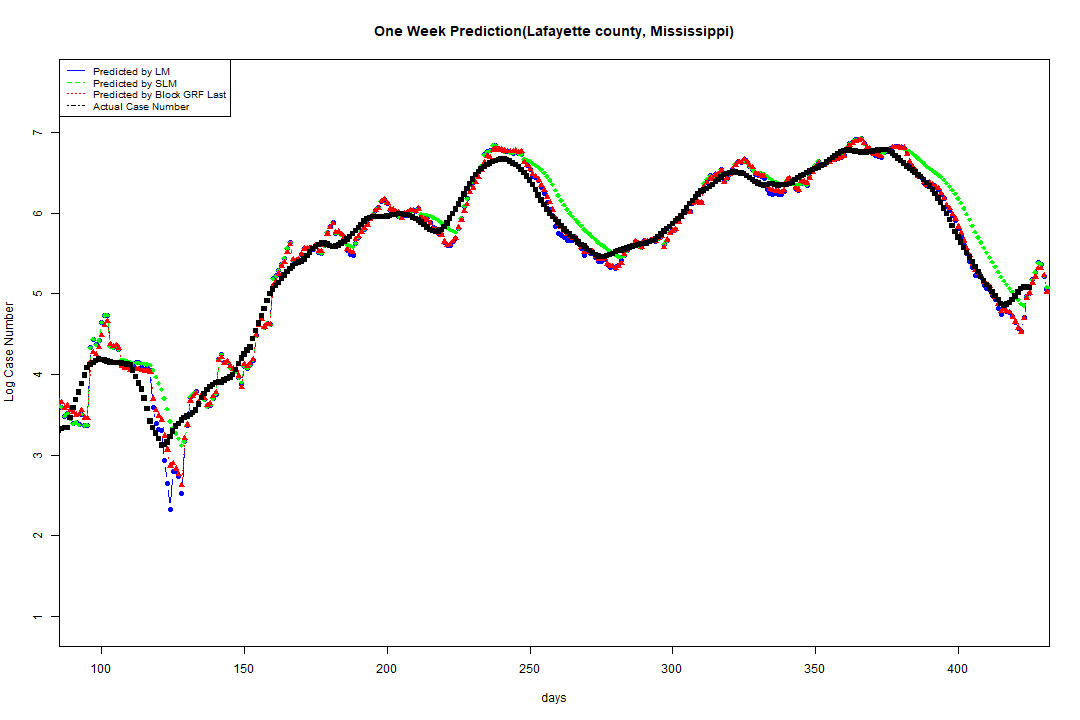 One Week Prediction(Lafayette county, Mississippi)
Predicted by LM
Predicted by SLM
Predicted by Block GRF Last
Actual Case Number
7
6
5
4
3
2
1
Log Case Number
100 150 200 250 300 350 400
days